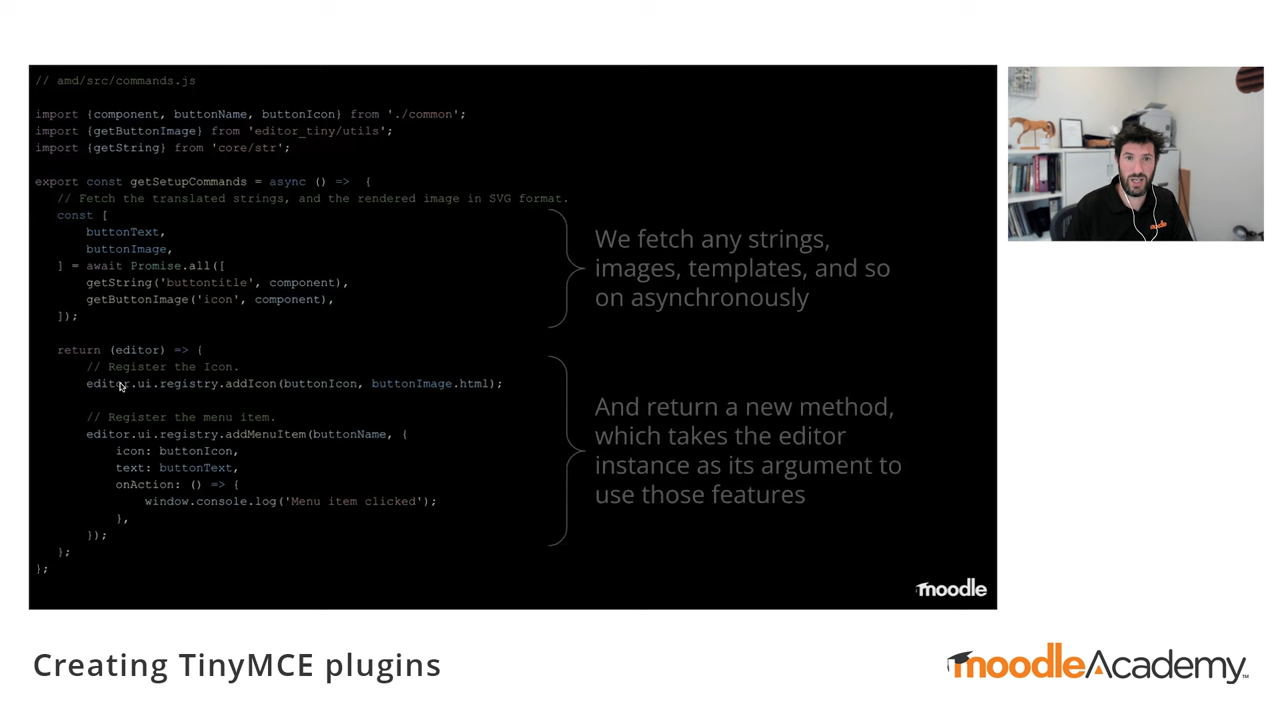 // amd/src/commands.js
import {component, buttonName, buttonIcon} from './common';
import {getButtonImage} from 'editor_tiny/utils';
import {getString} from 'core/str';
export const getSetupCommands = async () => {
// Fetch the translated strings, and the rendered image in SVG format.
const [
buttonText,
buttonImage,
] = await Promise.all([
getString('buttontitle', component),
getButtonImage('icon', component),
]);
return (editor) => {
// Register the Icon.
editor.ui.registry.addIcon(buttonIcon, buttonImage.html);
// Register the menu item.
editor.ui.registry.addMenuItem(buttonName, {
icon: buttonIcon,
text: buttonText,
onAction: () => {
window.console.log('Menu item clicked');
},
});
};
};
We fetch any strings,
images, templates, and so
on asynchronously
And return a new method,
which takes the editor
instance as its argument to
use those features
moodle
moodle
Creating TinyMCE plugins
moodleAcademy™